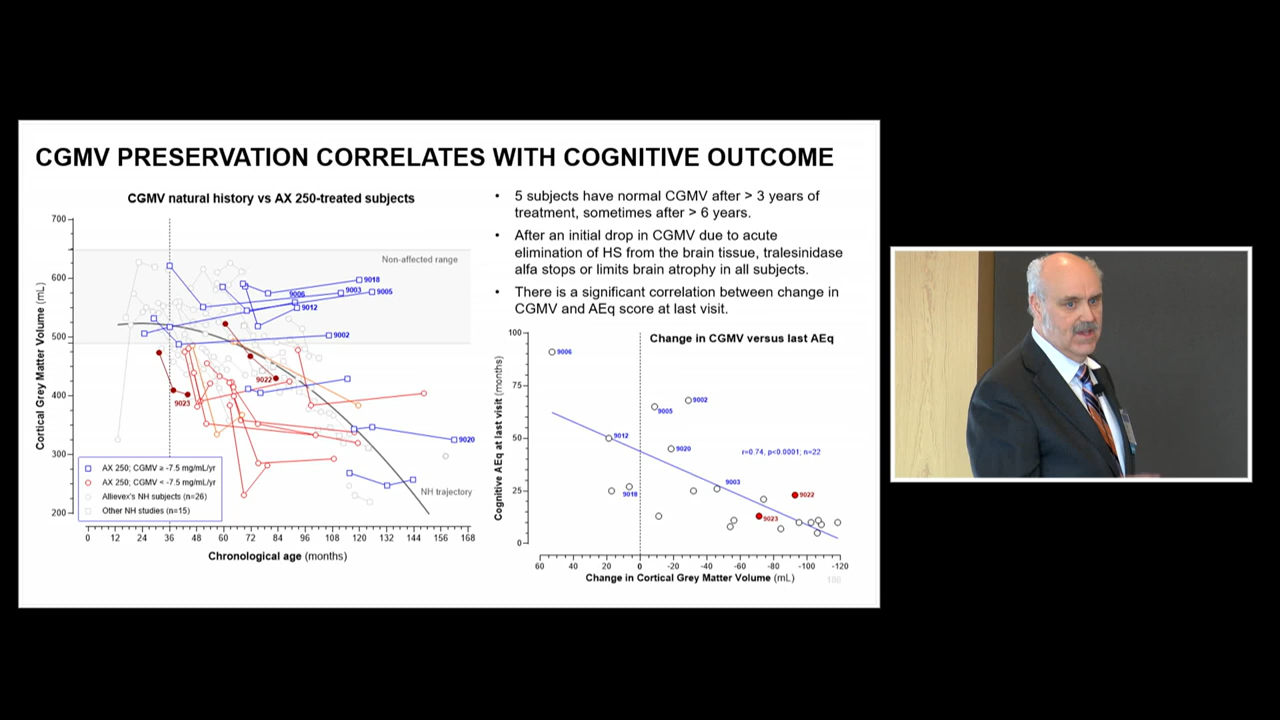 CGMV PRESERVATION CORRELATES WITH COGNITIVE OUTCOME
CGMV natural history vs AX 250-treated subjects
Cortical Grey Matter Volume (mL)
700
600
500
400
300
200
Non-affected range
9018
9003
9005
9006
9012
9002
9022
9023
9020
NH trajectory
AX 250; CGMV ≥ -7.5 mg/mL/yr
AX 250; CGMV < -7.5 mg/mL/yr
Allievex's NH subjects (n=26)
Other NH studies (n=15)
0 12 24 36 48 60 72 84 96 108 120 132 144 156 168
Chronological age (months)
• 5 subjects have normal CGMV after > 3 years of
treatment, sometimes after > 6 years.
• After an initial drop in CGMV due to acute
elimination of HS from the brain tissue, tralesinidase
alfa stops or limits brain atrophy in all subjects.
• There is a significant correlation between change in
CGMV and AEq score at last visit.
Change in CGMV versus last AEq
Cognitive AEq at last visit (months)
100
75
50
25
0
9006
9002
9005
9012
9020
r=0.74, p<0.0001; n=22
9003
9018
9022
9023
60 40 20 0 -20 -40 -60 -80 -100 -120
Change in Cortical Grey Matter Volume (mL)